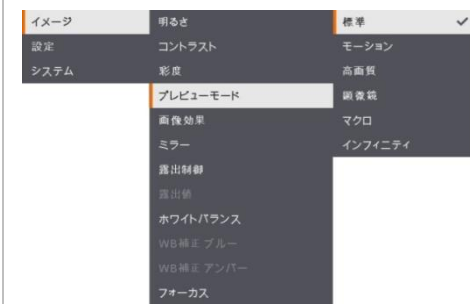 イメージ
設定
システム
明るさ
コントラスト
彩度
プレビューモード
画像効果
ミラー
露出制御
露出値
ホワイトバランス
WB補正 ブルー
WB補正 アンバー
フォーカス
標準
モーション
高画質
顕微鏡
マクロ
インフィニティ